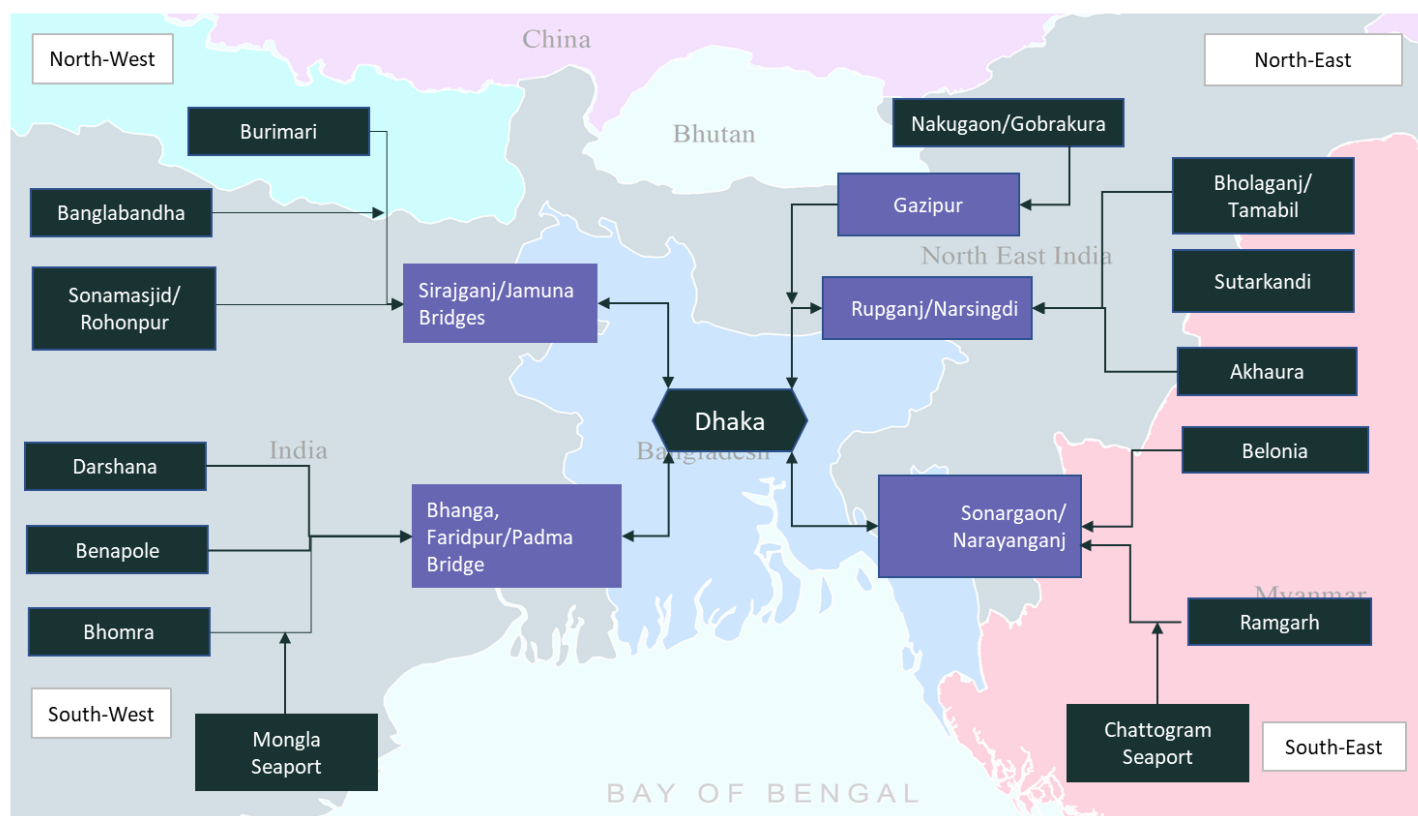 China
North-West
North-East
Burimari
Nakugaon/Gobrakura
Bhutan
Bholaganj/
Tamabil
Banglabandha
Gazipur
North East India
Sonamasjid/
Rohonpur
Sirajganj/Jamuna
Bridges
Rupganj/Narsingdi
Sutarkandi
Akhaura
Dhaka
Bangladesh
India
Darshana
Belonia
Bhanga,
Faridpur/Padma
Bridge
Sonargaon/
Narayanganj
Benapole
Myanmar
Bhomra
Ramgarh
South-West
Mongla
Seaport
Chattogram
Seaport
South-East
BAY OF BENGAL